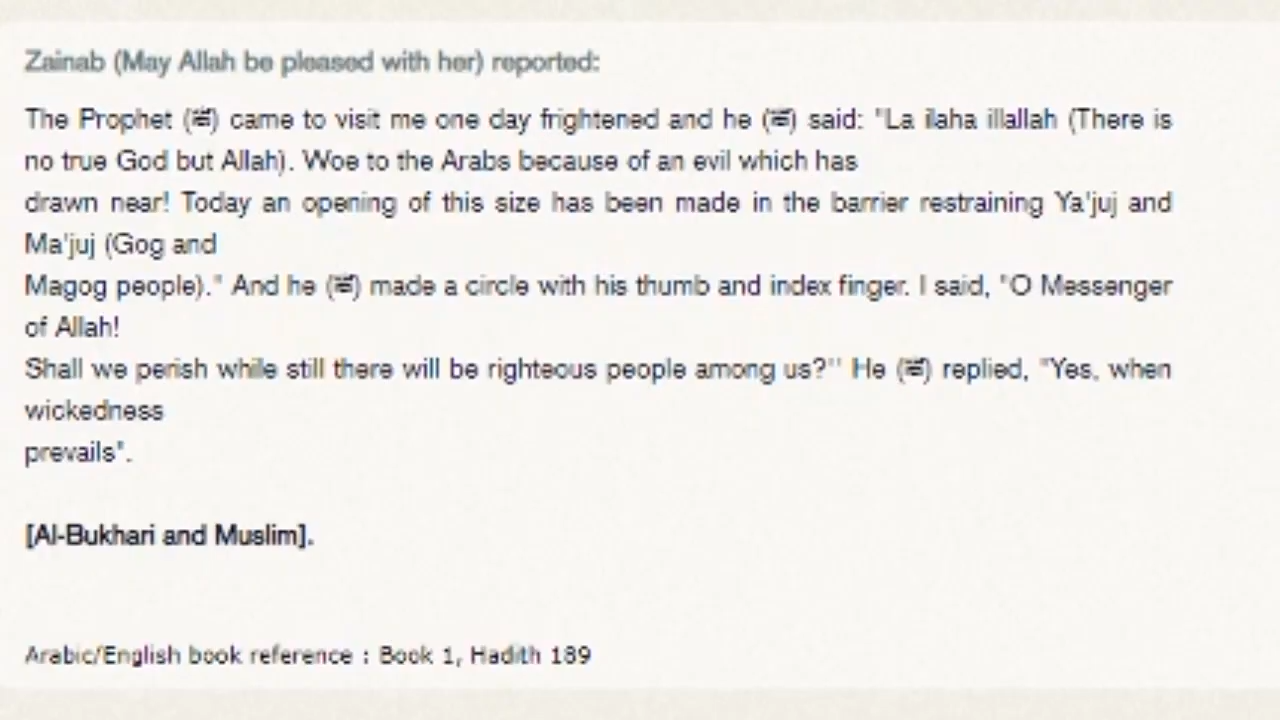 Zainab (May Allah be pleased with her) reported:
The Prophet (ﷺ) came to visit me one day frightened and he (ﷺ) said: "La ilaha illallah (There is
no true God but Allah). Woe to the Arabs because of an evil which has
drawn near! Today an opening of this size has been made in the barrier restraining Ya'juj and
Ma'juj (Gog and
Magog people)." And he (ﷺ) made a circle with his thumb and index finger. I said, "O Messenger
of Allah!
Shall we perish while still there will be righteous people among us?'' He (ﷺ) replied, "Yes, when
wickedness
prevails".
[Al-Bukhari and Muslim].
Arabic/English book reference : Book 1, Hadith 189